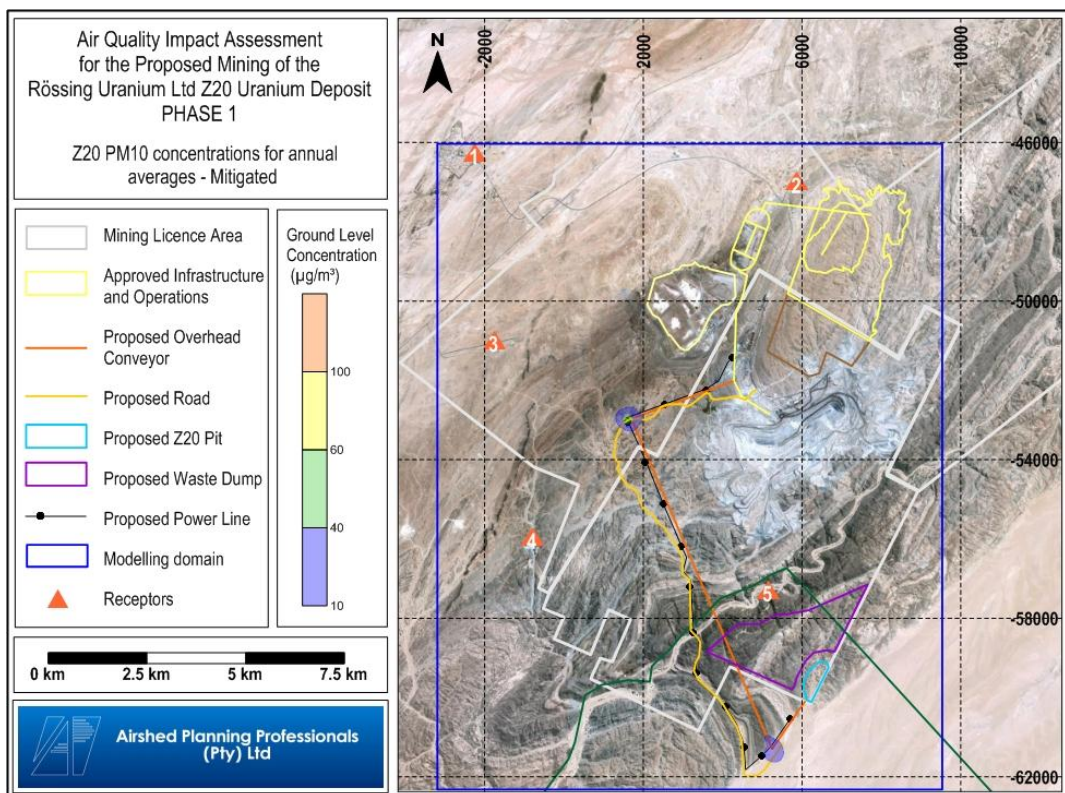 Air Quality Impact Assessment
for the Proposed Mining of the
Rössing Uranium Ltd Z20 Uranium Deposit
PHASE 1
Z20 PM10 concentrations for annual
averages - Mitigated
Mining Licence Area
Approved Infrastructure
and Operations
Proposed Overhead
Conveyor
Proposed Road
Proposed Z20 Pit
Proposed Waste Dump
Proposed Power Line
Modelling domain
Receptors
Ground Level
Concentration
(µg/m³)
100
60
40
10
0 km
2.5 km
5 km
7.5 km
Airshed Planning Professionals
(Pty) Ltd
N
-2000
2000
6000
10000
-46000
-50000
-54000
-58000
-62000
1
2
3
4
5